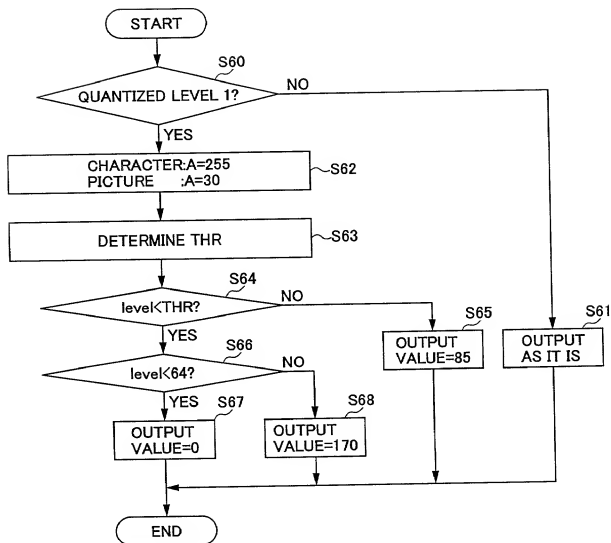 START
S60
QUANTIZED LEVEL 1?
NO
YES
CHARACTER:A=255
PICTURE :A=30
S62
DETERMINE THR
S63
S64
level<THR?
NO
YES
S65
OUTPUT
VALUE=85
S61
OUTPUT
AS IT IS
S66
level<64?
NO
YES
S67
OUTPUT
VALUE=0
S68
OUTPUT
VALUE=170
END